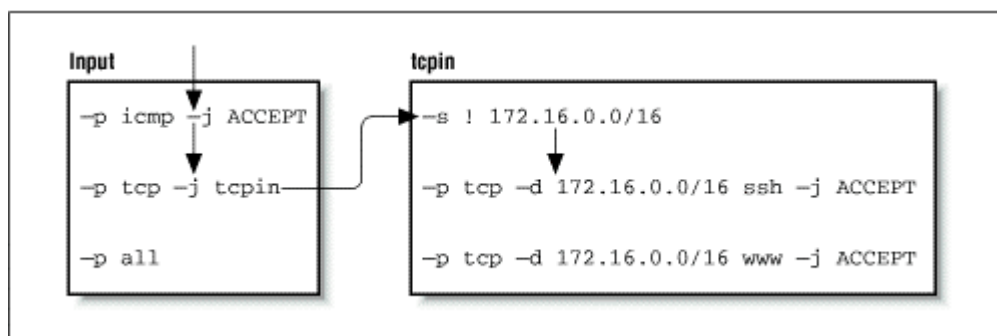 Input
–p icmp –j ACCEPT
–p tcp –j tcpin
–p all
tcpin
–s ! 172.16.0.0/16
–p tcp –d 172.16.0.0/16 ssh –j ACCEPT
–p tcp –d 172.16.0.0/16 www –j ACCEPT